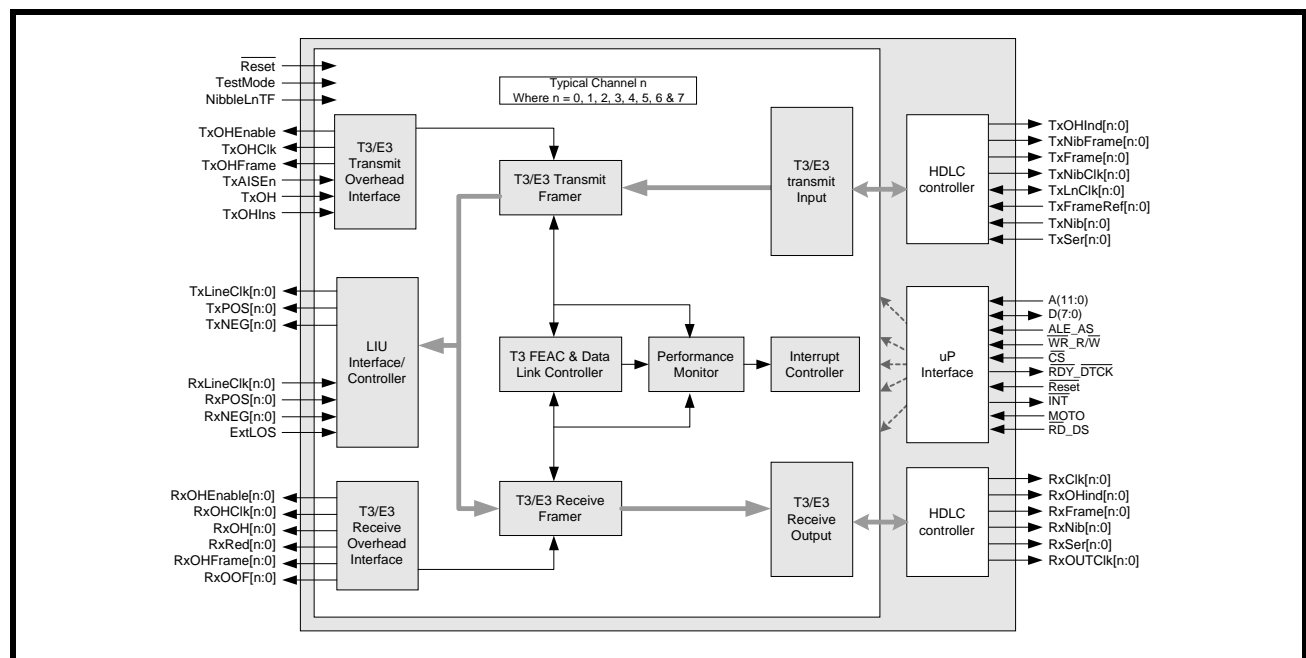 Reset
TestMode
NibbleLnTF
TxOHEnable
TxOHClk
TxOHFrame
TxAISEn
TxOH
TxOHIns
TxLineClk[n:0]
TxPOS[n:0]
TxNEG[n:0]
RxLineClk[n:0]
RxPOS[n:0]
RxNEG[n:0]
ExtLOS
RxOHEnable[n:0]
RxOHClk[n:0]
RxOH[n:0]
RxRed[n:0]
RxOHFrame[n:0]
RxOOF[n:0]
T3/E3
Transmit
Overhead
Interface
LIU
Interface/
Controller
T3/E3
Receive
Overhead
Interface
Typical Channel n
Where n = 0, 1, 2, 3, 4, 5, 6 & 7
T3/E3 Transmit
Framer
T3 FEAC & Data
Link Controller
T3/E3 Receive
Framer
Performance
Monitor
Interrupt
Controller
T3/E3
transmit
Input
T3/E3
Receive
Output
HDLC
controller
uP
Interface
HDLC
controller
TxOHInd[n:0]
TxNibFrame[n:0]
TxFrame[n:0]
TxNibClk[n:0]
TxLnClk[n:0]
TxFrameRef[n:0]
TxNib[n:0]
TxSer[n:0]
A(11:0)
D(7:0)
ALE_AS
WR_R/W
CS
RDY_DTCK
Reset
INT
MOTO
RD_DS
RxClk[n:0]
RxOHind[n:0]
RxFrame[n:0]
RxNib[n:0]
RxSer[n:0]
RxOUTClk[n:0]